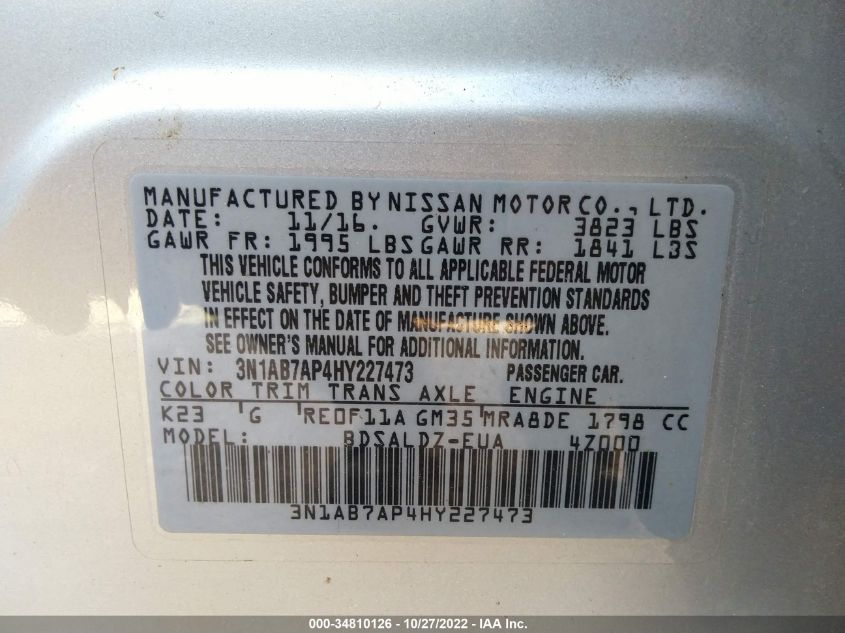 MANUFACTURED BY NISSAN MOTOR CO., LTD.
DATE: 11/16. GVWR: 3823 LBS
GAWR FR: 1995 LBS GAWR RR: 1841 LBS
THIS VEHICLE CONFORMS TO ALL APPLICABLE FEDERAL MOTOR
VEHICLE SAFETY, BUMPER AND THEFT PREVENTION STANDARDS
IN EFFECT ON THE DATE OF MANUFACTURE SHOWN ABOVE.
SEE OWNER'S MANUAL FOR ADDITIONAL INFORMATION.
VIN: 3N1AB7AP4HY227473 PASSENGER CAR.
COLOR TRIM TRANS AXLE ENGINE
K23 G RE0F11A GM35 MRA8DE 1798 CC
MODEL: BDSALDZ-EUA 4Z000
3N1AB7AP4HY227473
000-34810126 - 10/27/2022 - IAA Inc.